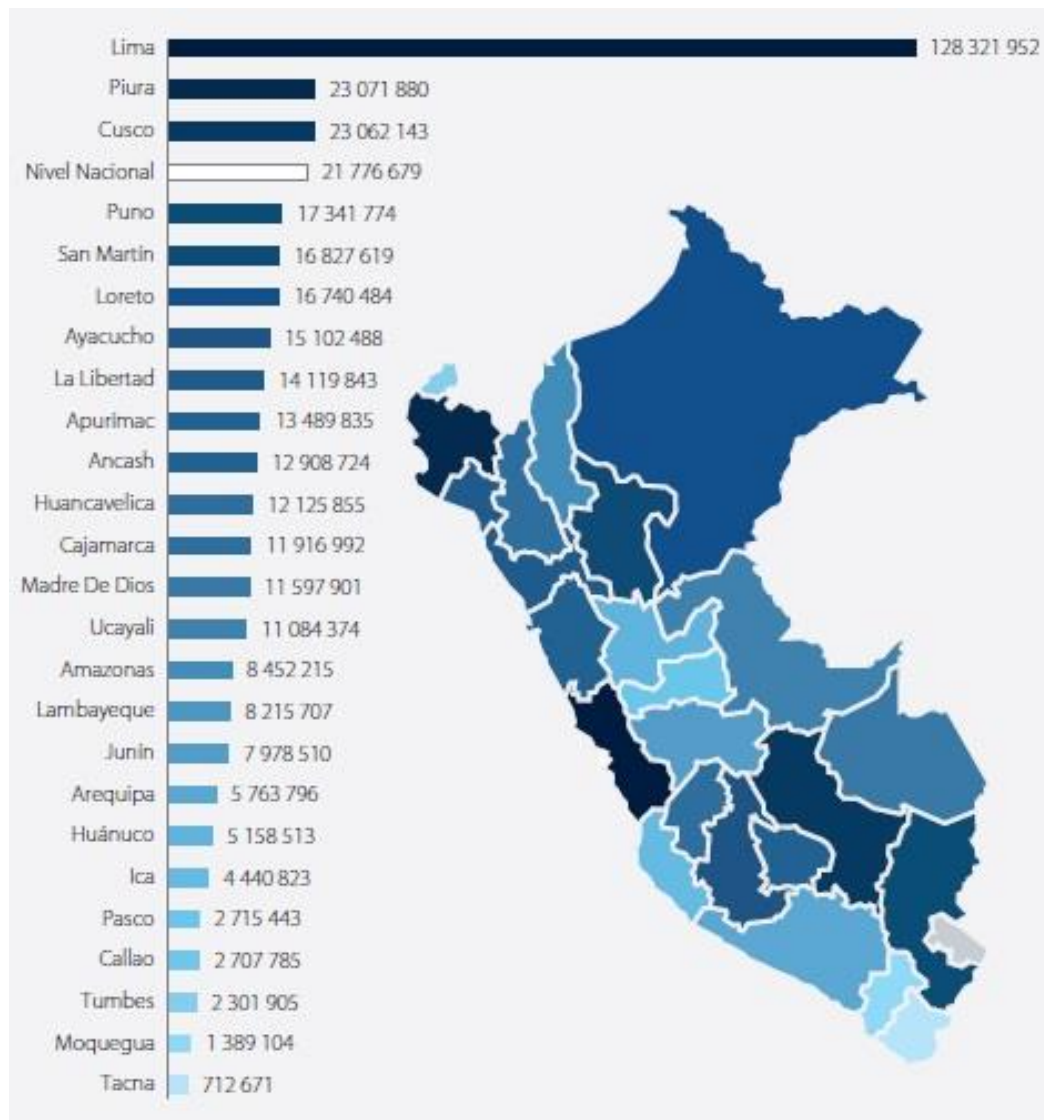 Lima 128 321 952
Piura 23 071 880
Cusco 23 062 143
Nivel Nacional 21 776 679
Puno 17 341 774
San Martín 16 827 619
Loreto 16 740 484
Ayacucho 15 102 488
La Libertad 14 119 843
Apurímac 13 489 835
Ancash 12 908 724
Huancavelica 12 125 855
Cajamarca 11 916 992
Madre De Dios 11 597 901
Ucayali 11 084 374
Amazonas 8 452 215
Lambayeque 8 215 707
Junín 7 978 510
Arequipa 5 763 796
Huánuco 5 158 513
Ica 4 440 823
Pasco 2 715 443
Callao 2 707 785
Tumbes 2 301 905
Moquegua 1 389 104
Tacna 712 671